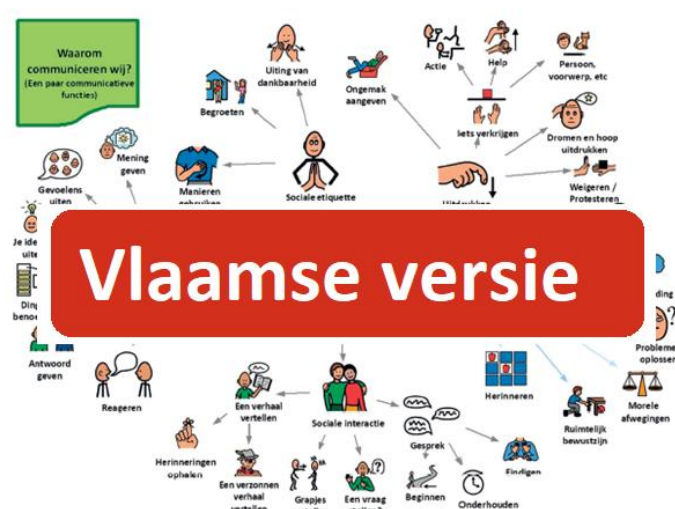 Waarom
communiceren wij?
(Een paar communicatieve
functies)
Uiting van
dankbaarheid
Begroeten
Ongemak
aangeven
Actie
Help
Persoon,
voorwerp, etc
Iets verkrijgen
Dromen en hoop
uitdrukken
Mening
geven
Gevoelens
uiten
Manieren
gebruiken
Sociale etiquette
Uitdrukken
Weigeren /
Protesteren
Vlaamse versie
Antwoord
geven
Reageren
Een verhaal
vertellen
Sociale interactie
Herinneren
Morele
afwegingen
Ruimtelijk
bewustzijn
Gesprek
Herinneringen
ophalen
Een verzonnen
verhaal
vertellen
Grapjes
Een vraag
Beginnen
Onderhouden
Eindigen